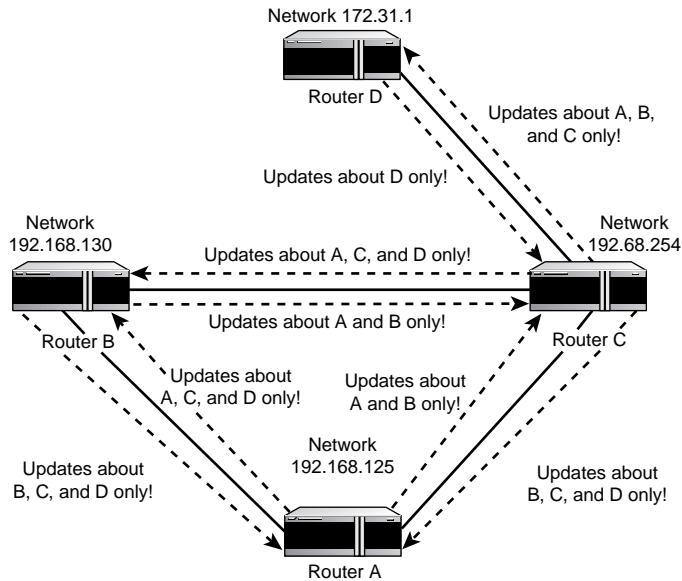 Network 172.31.1
Router D
Updates about A, B,
and C only!
Updates about D only!
Network
192.168.130
Network
192.68.254
Updates about A, C, and D only!
Updates about A and B only!
Router B
Router C
Updates about
A, C, and D only!
Updates about
A and B only!
Network
192.168.125
Updates about
B, C, and D only!
Updates about
B, C, and D only!
Router A